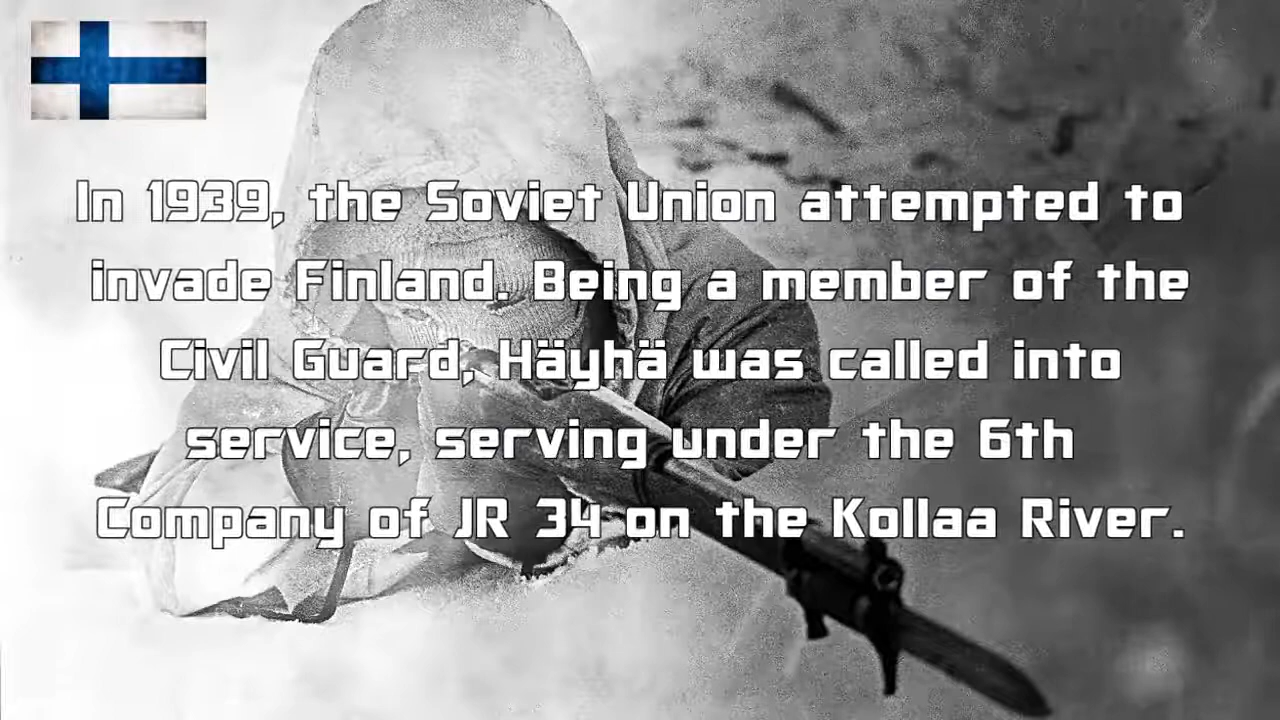 In 1939, the Soviet Union attempted to
invade Finland. Being a member of the
Civil Guard, Häyhä was called into
service, serving under the 6th
Company of JR 34 on the Kollaa River.